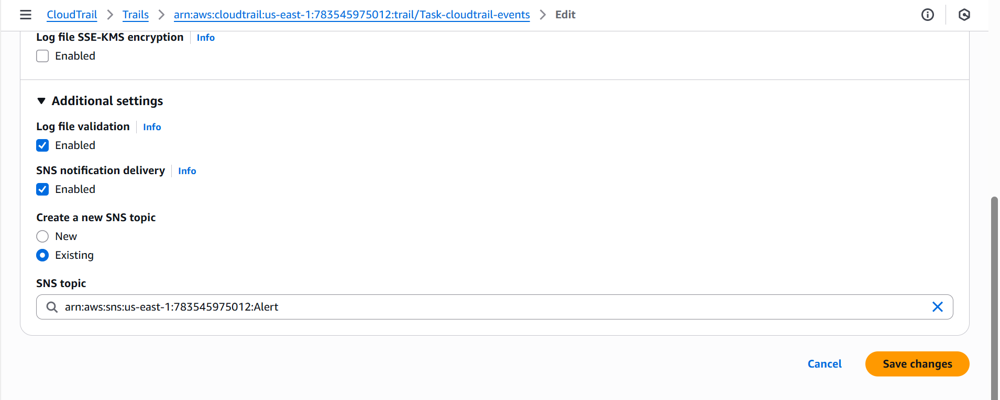 CloudTrail > Trails > arn:aws:cloudtrail:us-east-1:783545975012:trail/Task-cloudtrail-events > Edit
Log file SSE-KMS encryption Info
Enabled
Additional settings
Log file validation Info
Enabled
SNS notification delivery Info
Enabled
Create a new SNS topic
New
Existing
SNS topic
arn:aws:sns:us-east-1:783545975012:Alert
Cancel Save changes